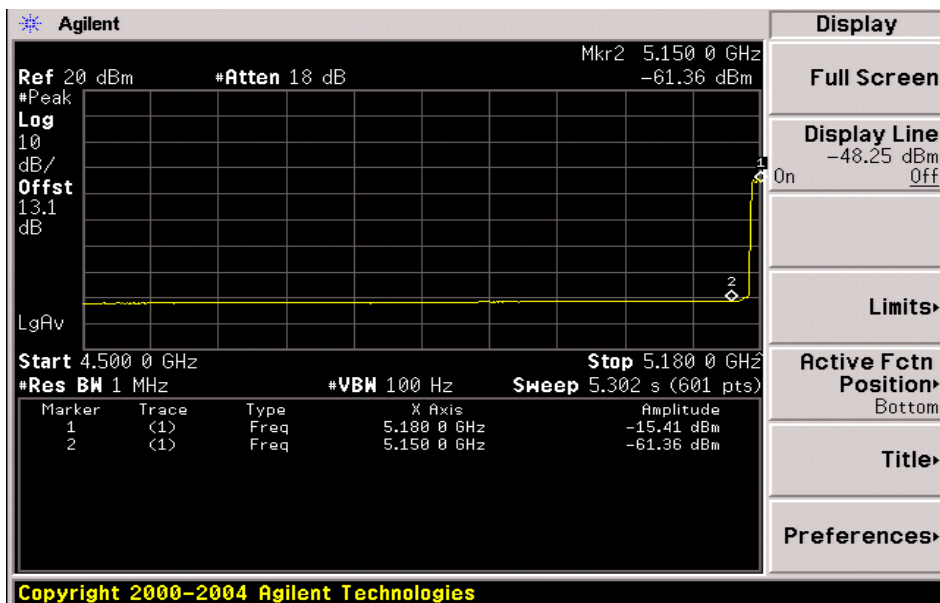 Agilent
Display
Mkr2 5.150 0 GHz
Ref 20 dBm #Atten 18 dB -61.36 dBm
#Peak
Log
10
dB/
Offst
13.1
dB
1
2
LgAv
Start 4.500 0 GHz Stop 5.180 0 GHz
#Res BW 1 MHz #VBW 100 Hz Sweep 5.302 s (601 pts)
Marker Trace Type X Axis Amplitude
1 (1) Freq 5.180 0 GHz -15.41 dBm
2 (1) Freq 5.150 0 GHz -61.36 dBm
Full Screen
Display Line
-48.25 dBm
On Off
Limits
Active Fctn
Position
Bottom
Title
Preferences
Copyright 2000-2004 Agilent Technologies